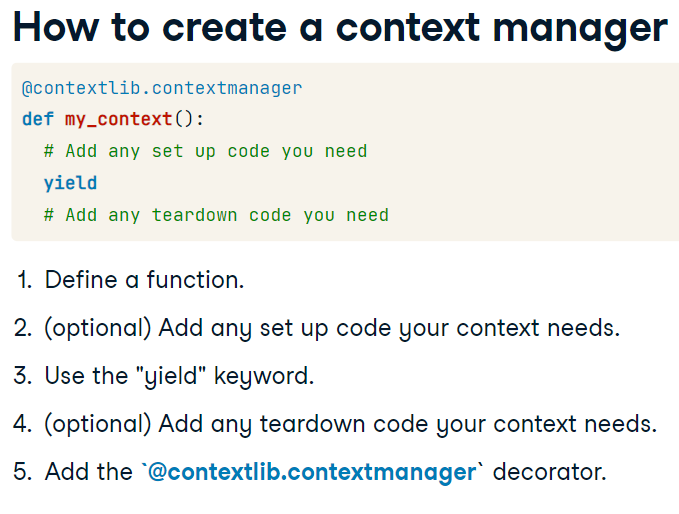 How to create a context manager
@contextlib.contextmanager
def my_context():
# Add any set up code you need
yield
# Add any teardown code you need
1. Define a function.
2. (optional) Add any set up code your context needs.
3. Use the "yield" keyword.
4. (optional) Add any teardown code your context needs.
5. Add the `@contextlib.contextmanager` decorator.